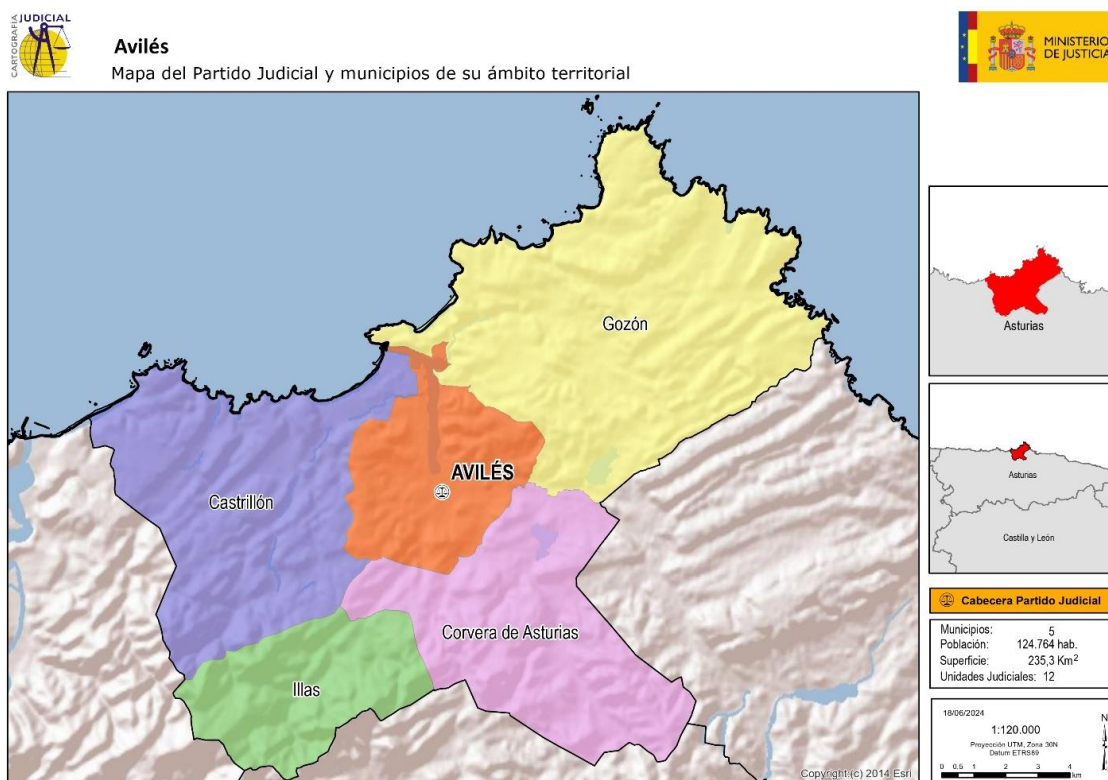 CARTOGRAFÍA
JUDICIAL
Avilés
Mapa del Partido Judicial y municipios de su ámbito territorial
MINISTERIO
DE JUSTICIA
Gozón
AVILÉS
Castrillón
Corvera de Asturias
Illas
Copyright:(c) 2014 Esri
Asturias
Asturias
Castilla y León
Cabecera Partido Judicial
Municipios: 5
Población: 124.764 hab.
Superficie: 235,3 Km²
Unidades Judiciales: 12
18/06/2024
1:120.000
Proyección UTM, Zona 30N
Datum ETRS89
N
0 0,5 1 2 3 4
km